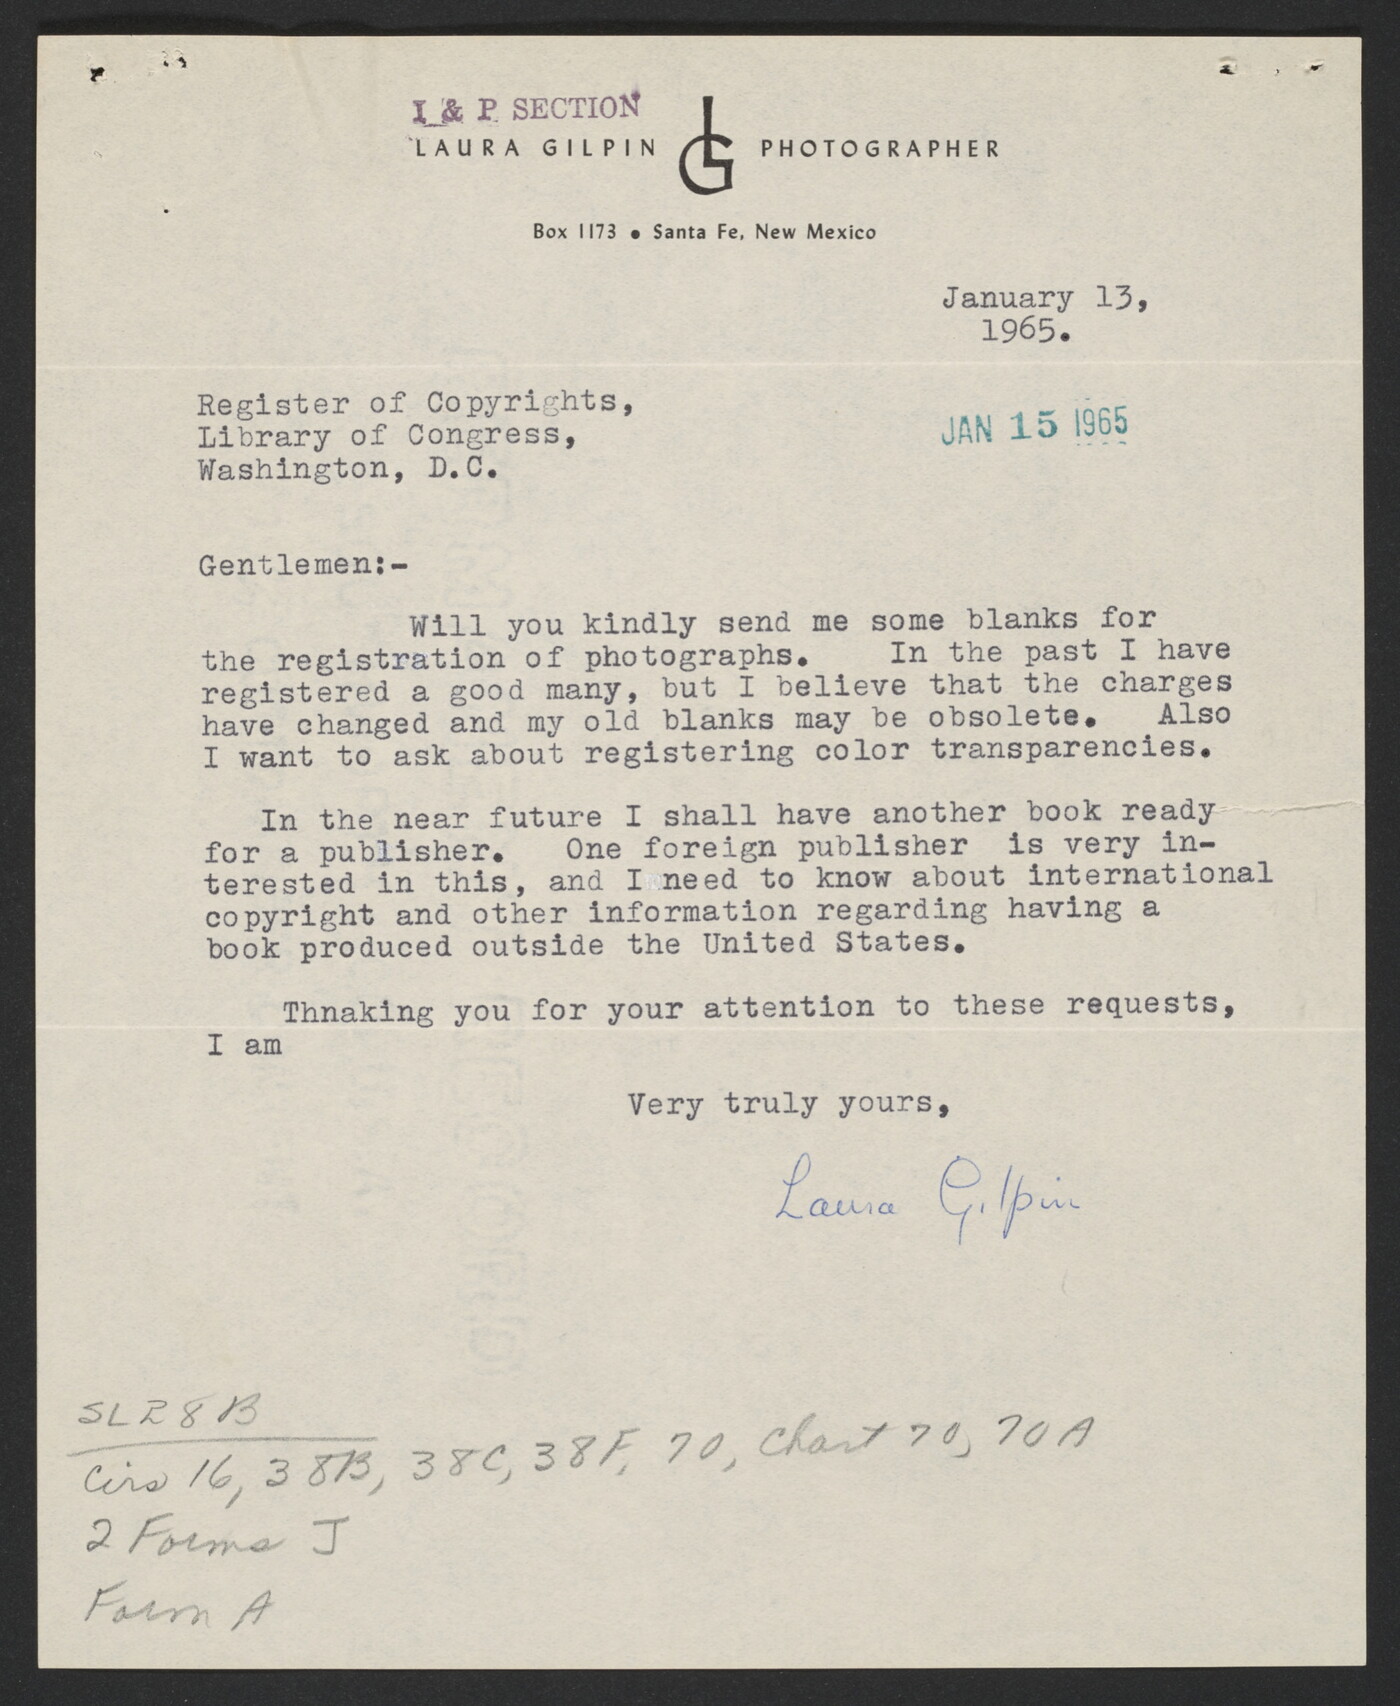 I & P SECTION
LAURA GILPIN LG PHOTOGRAPHER
Box 1173 • Santa Fe, New Mexico
January 13,
1965.
Register of Copyrights,
Library of Congress,
Washington, D.C.
JAN 15 1965
Gentlemen:-
Will you kindly send me some blanks for
the registration of photographs. In the past I have
registered a good many, but I believe that the charges
have changed and my old blanks may be obsolete. Also
I want to ask about registering color transparencies.
In the near future I shall have another book ready
for a publisher. One foreign publisher is very in-
terested in this, and I need to know about international
copyright and other information regarding having a
book produced outside the United States.
Thnaking you for your attention to these requests,
I am
Very truly yours,
Laura Gilpin
SLR8B
Circs 16, 38B, 38C, 38F, 70, Chart 70, 70A
2 Forms J
Form A